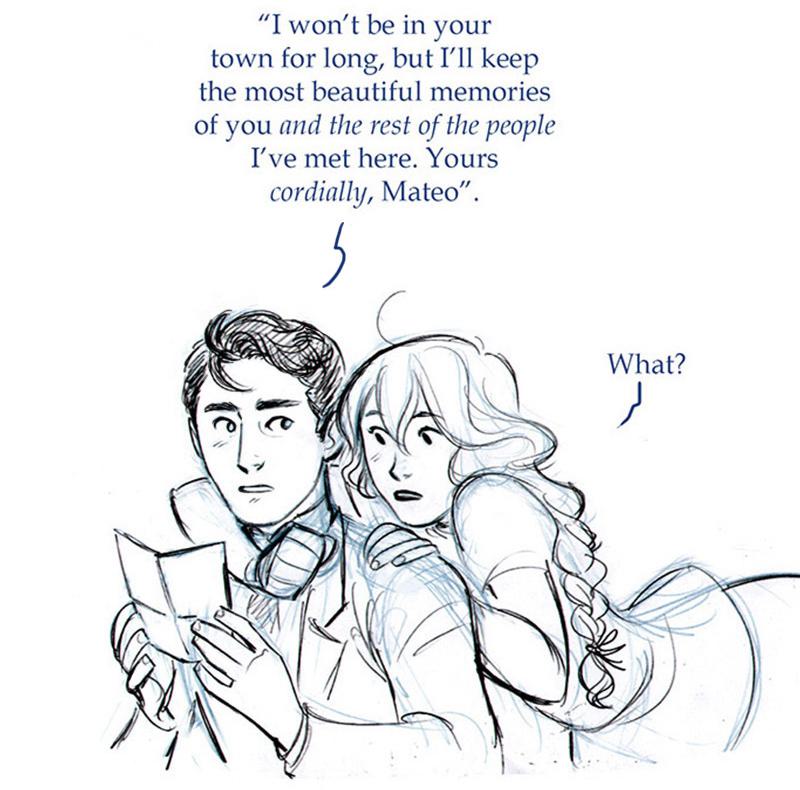 “I won’t be in your
town for long, but I’ll keep
the most beautiful memories
of you and the rest of the people
I’ve met here. Yours
cordially, Mateo”.
What?